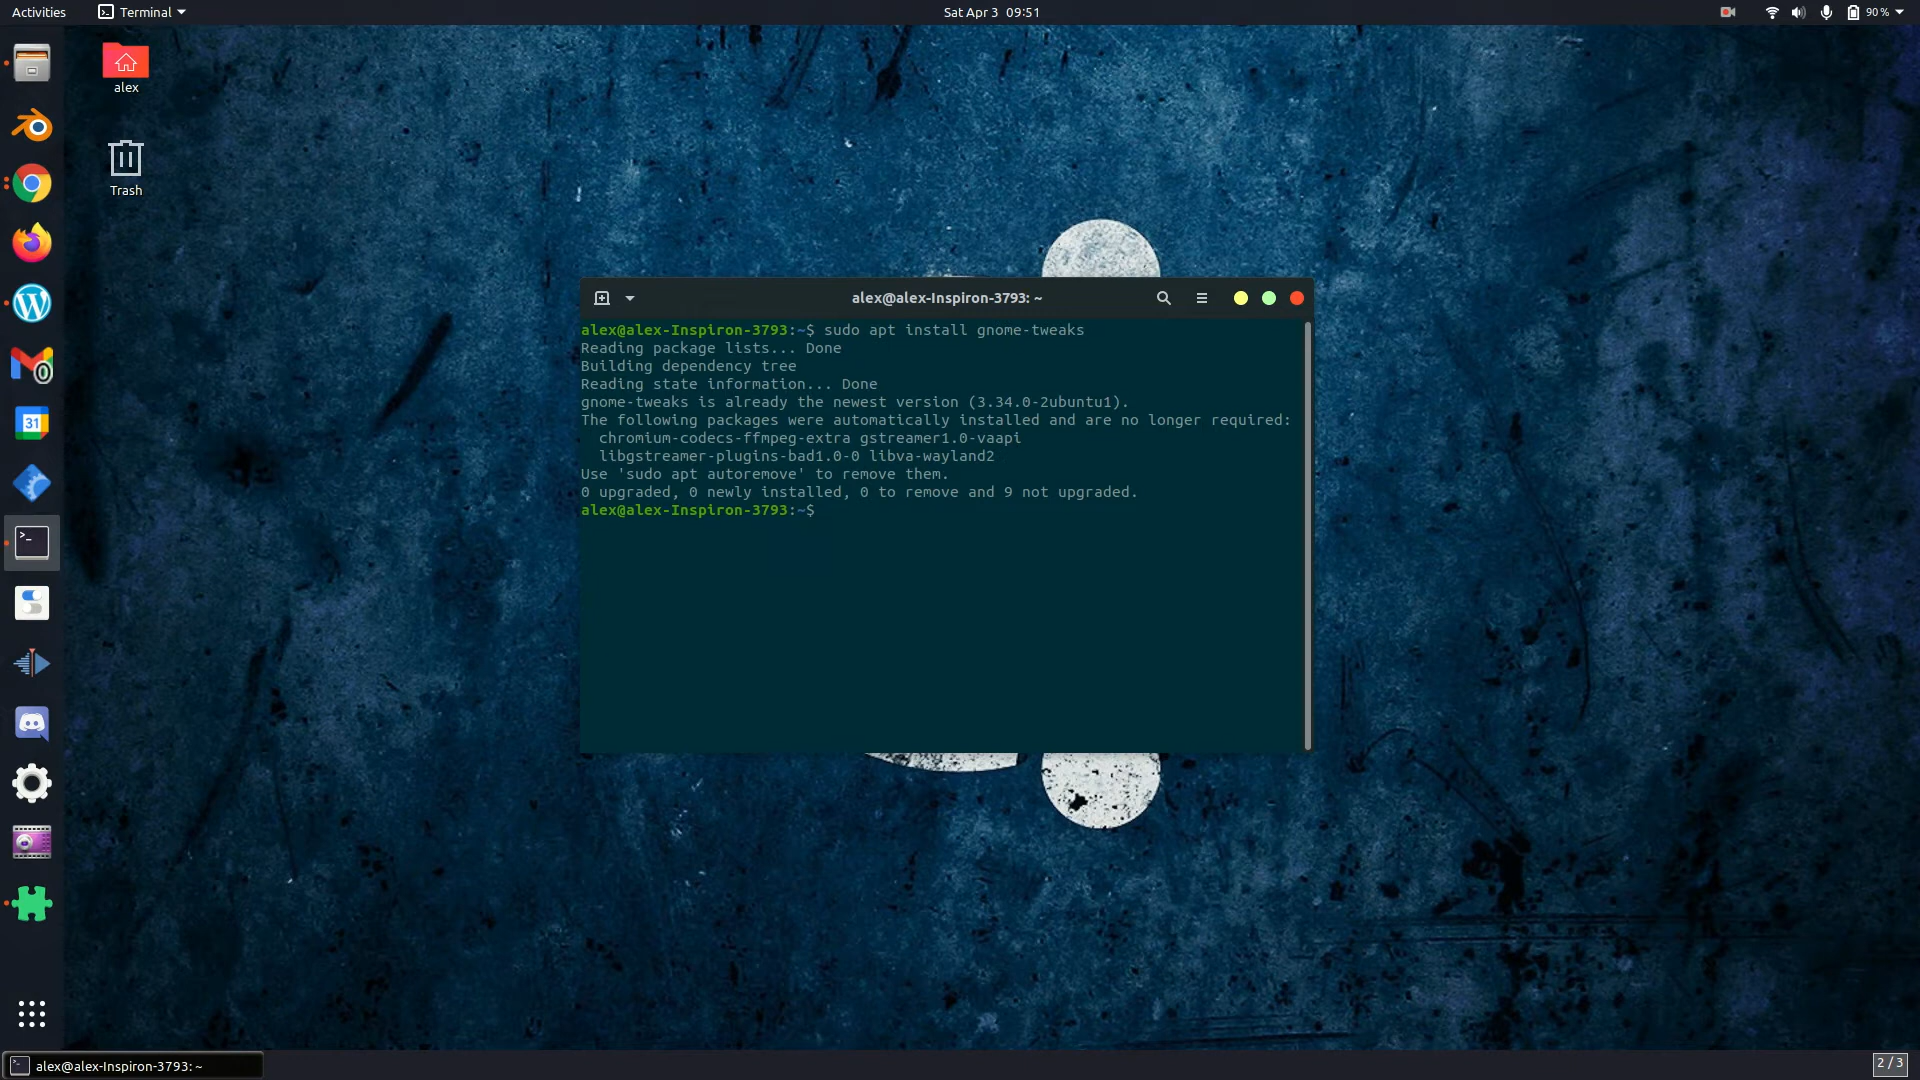 Activities Terminal Sat Apr 3 09:51 90 %
alex
Trash
31
0
alex@alex-Inspiron-3793: ~
alex@alex-Inspiron-3793:~$ sudo apt install gnome-tweaks
Reading package lists... Done
Building dependency tree
Reading state information... Done
gnome-tweaks is already the newest version (3.34.0-2ubuntu1).
The following packages were automatically installed and are no longer required:
  chromium-codecs-ffmpeg-extra gstreamer1.0-vaapi
  libgstreamer-plugins-bad1.0-0 libva-wayland2
Use 'sudo apt autoremove' to remove them.
0 upgraded, 0 newly installed, 0 to remove and 9 not upgraded.
alex@alex-Inspiron-3793:~$
alex@alex-Inspiron-3793: ~
2 / 3